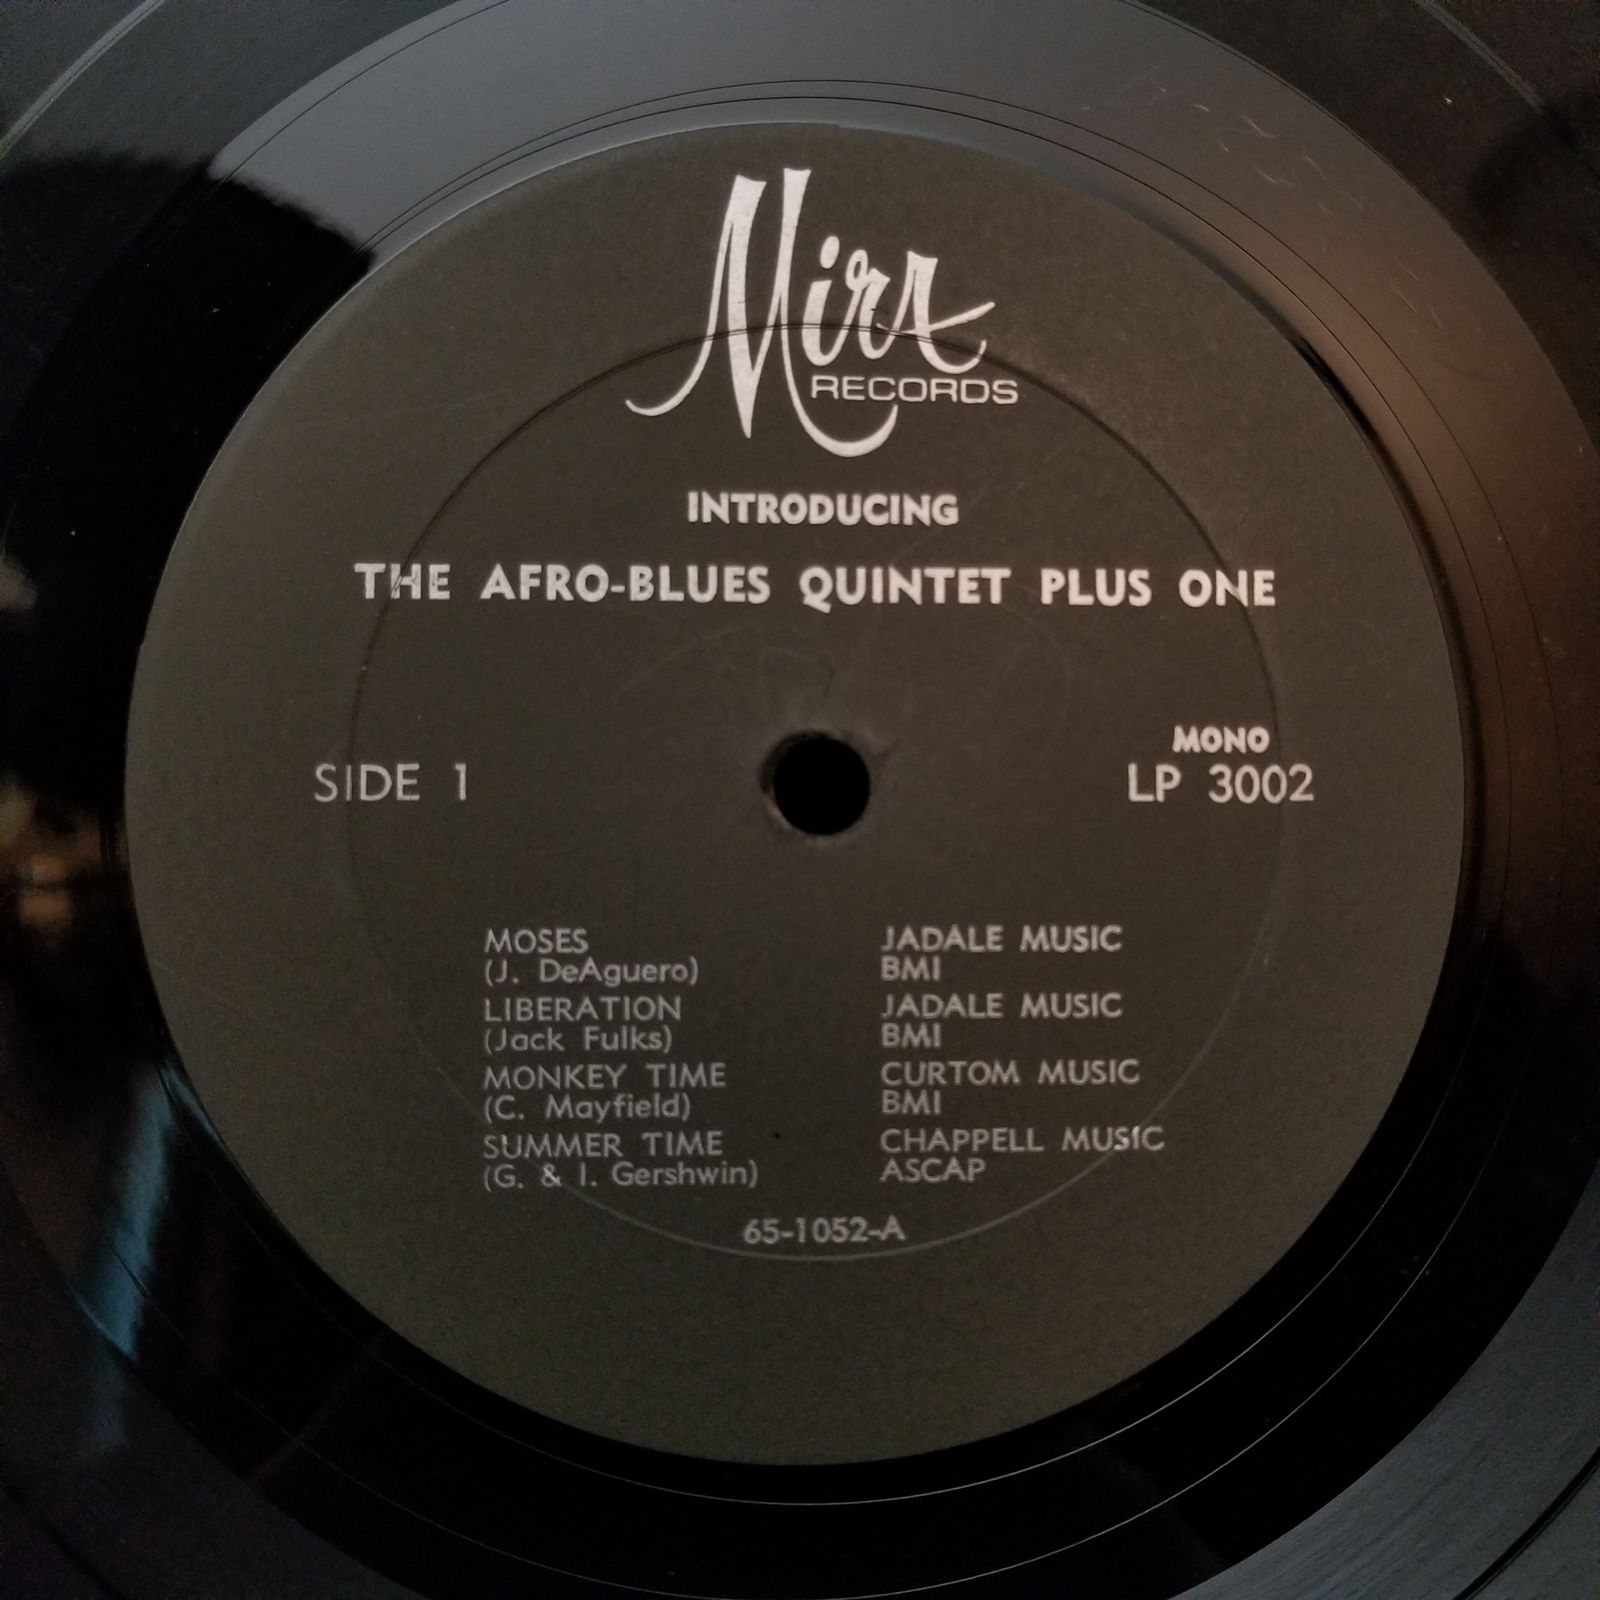 Mira
RECORDS
INTRODUCING
THE AFRO-BLUES QUINTET PLUS ONE
MONO
SIDE 1 LP 3002
MOSES JADALE MUSIC
(J. DeAguero) BMI
LIBERATION JADALE MUSIC
(Jack Fulks) BMI
MONKEY TIME CURTOM MUSIC
(C. Mayfield) BMI
SUMMER TIME CHAPPELL MUSIC
(G. & I. Gershwin) ASCAP
65-1052-A